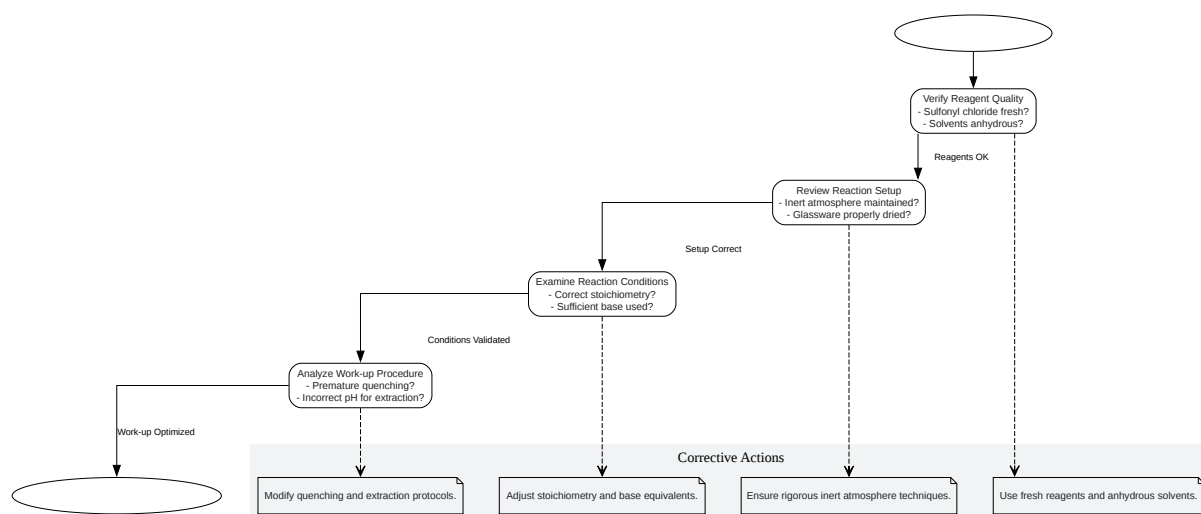 Verify Reagent Quality
- Sulfonyl chloride fresh?
- Solvents anhydrous?
Reagents OK
Review Reaction Setup
- Inert atmosphere maintained?
- Glassware properly dried?
Setup Correct
Examine Reaction Conditions
- Correct stoichiometry?
- Sufficient base used?
Conditions Validated
Analyze Work-up Procedure
- Premature quenching?
- Incorrect pH for extraction?
Work-up Optimized
Corrective Actions
Modify quenching and extraction protocols.
Adjust stoichiometry and base equivalents.
Ensure rigorous inert atmosphere techniques.
Use fresh reagents and anhydrous solvents.